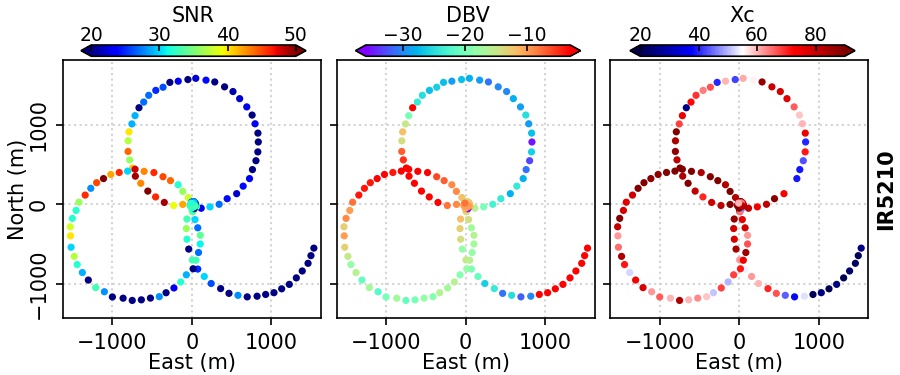 SNR DBV Xc
20 30 40 50 −30 −20 −10 20 40 60 80
North (m)
1000
0
−1000
IR5210
−1000 0 1000 −1000 0 1000 −1000 0 1000
East (m) East (m) East (m)